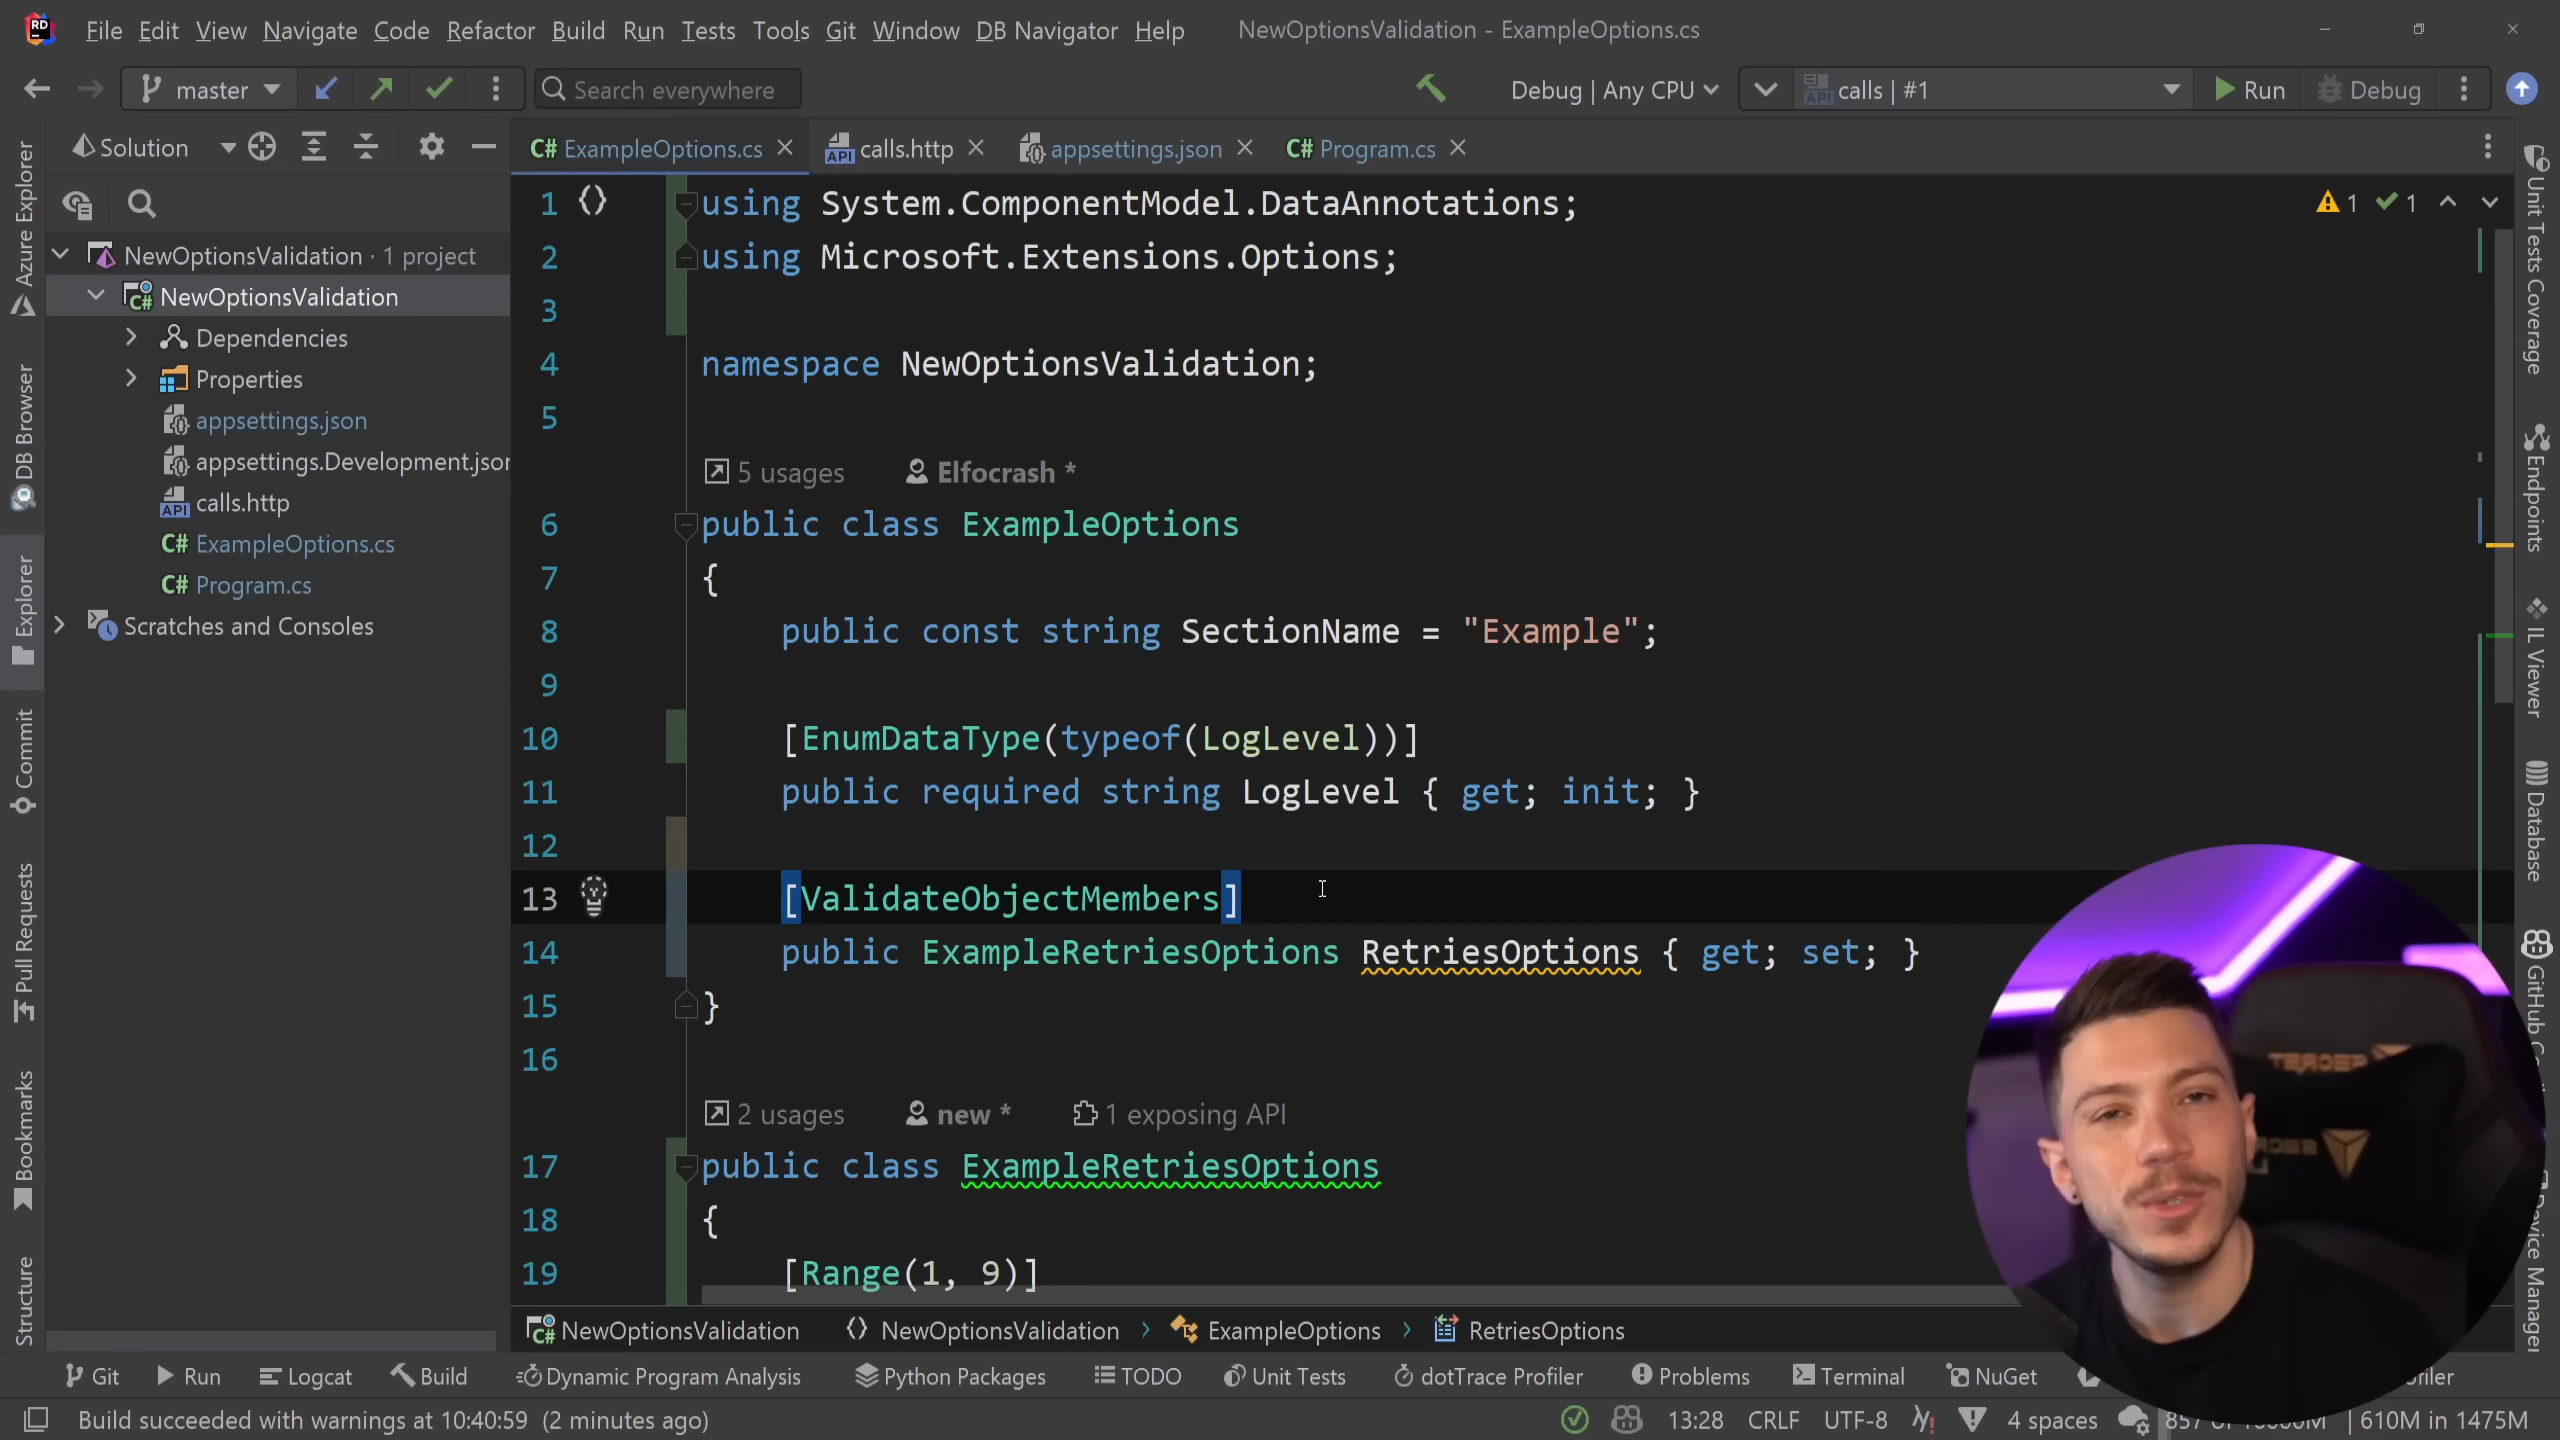 RD
File Edit View Navigate Code Refactor Build Run Tests Tools Git Window DB Navigator Help
NewOptionsValidation - ExampleOptions.cs
master
Search everywhere
Debug | Any CPU
API
calls | #1
Run
Debug
Solution
C# ExampleOptions.cs
API calls.http
appsettings.json
C# Program.cs
Azure Explorer
DB Browser
Explorer
Commit
Pull Requests
Bookmarks
Structure
NewOptionsValidation · 1 project
C# NewOptionsValidation
Dependencies
Properties
appsettings.json
appsettings.Development.json
API calls.http
C# ExampleOptions.cs
C# Program.cs
Scratches and Consoles
1 using System.ComponentModel.DataAnnotations;
2 using Microsoft.Extensions.Options;
3
4 namespace NewOptionsValidation;
5
5 usages Elfocrash *
6 public class ExampleOptions
7 {
8 public const string SectionName = "Example";
9
10 [EnumDataType(typeof(LogLevel))]
11 public required string LogLevel { get; init; }
12
13 [ValidateObjectMembers]
14 public ExampleRetriesOptions RetriesOptions { get; set; }
15 }
16
2 usages new * 1 exposing API
17 public class ExampleRetriesOptions
18 {
19 [Range(1, 9)]
1 1
Unit Tests Coverage
Endpoints
IL Viewer
Database
GitHub
Manager
SECRET
C# NewOptionsValidation NewOptionsValidation › ExampleOptions › RetriesOptions
Git Run Logcat Build Dynamic Program Analysis Python Packages TODO Unit Tests dotTrace Profiler Problems Terminal NuGet
Build succeeded with warnings at 10:40:59 (2 minutes ago)
13:28 CRLF UTF-8 4 spaces
610M in 1475M